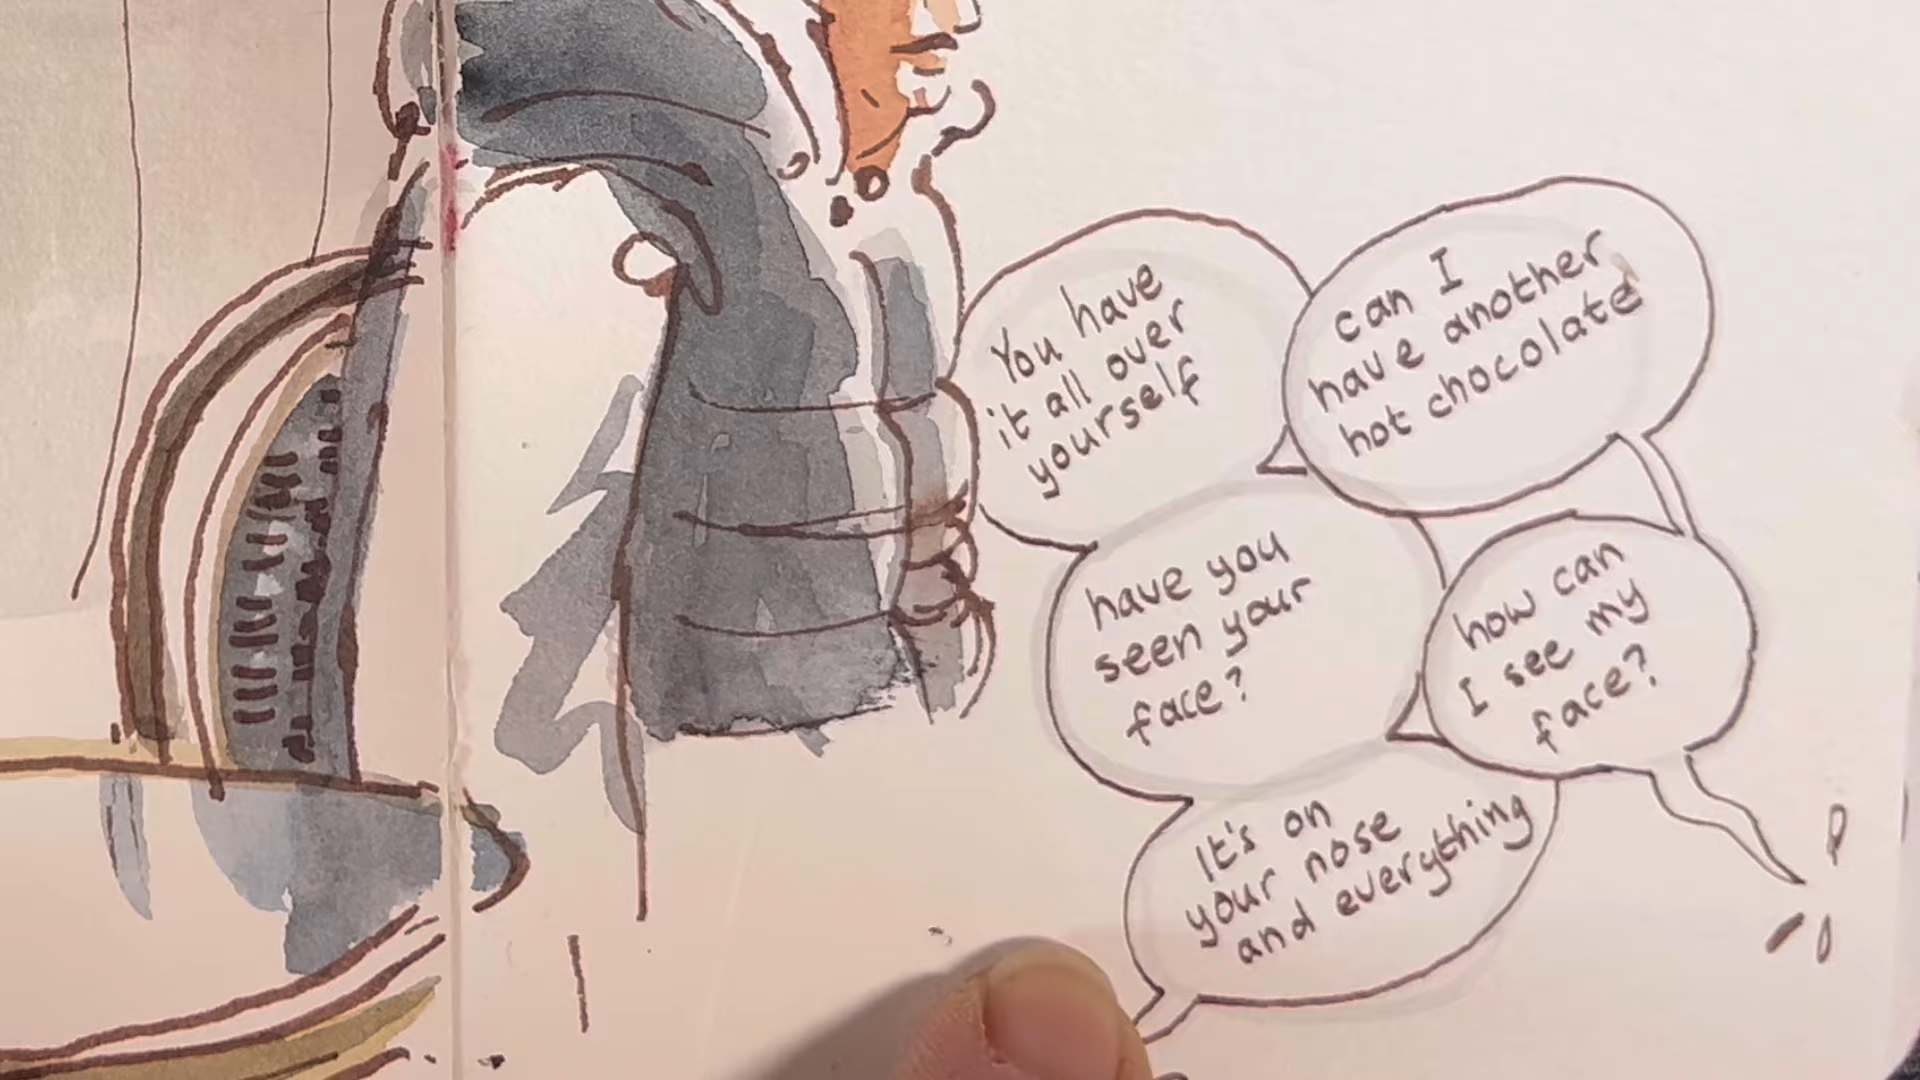 You have
it all over
yourself
can I
have another
hot chocolate
have you
seen your
face?
how can
I see my
face?
It's on
your nose
and everything